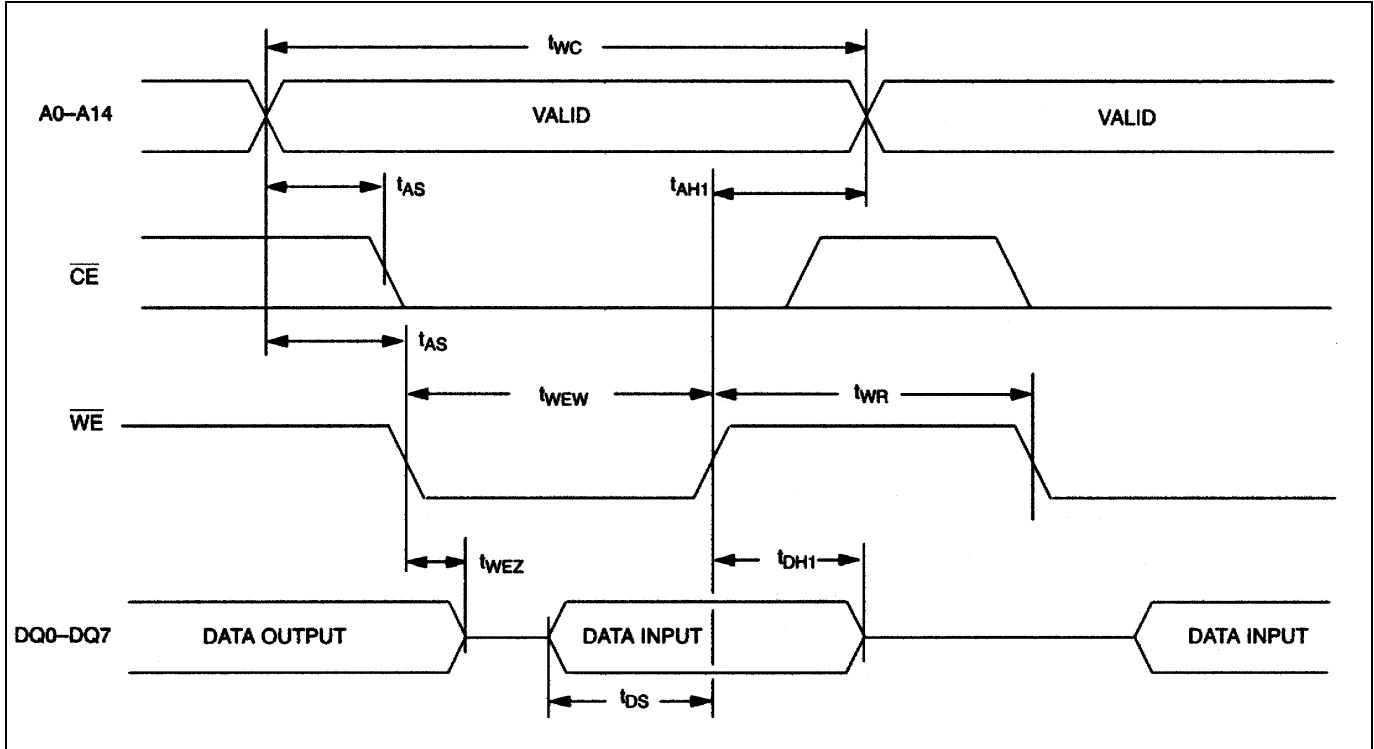 tWC
A0–A14
VALID
VALID
tAS
tAH1
CE
tAS
tWEW
tWR
WE
tWEZ
tDH1
DQ0–DQ7
DATA OUTPUT
DATA INPUT
DATA INPUT
tDS